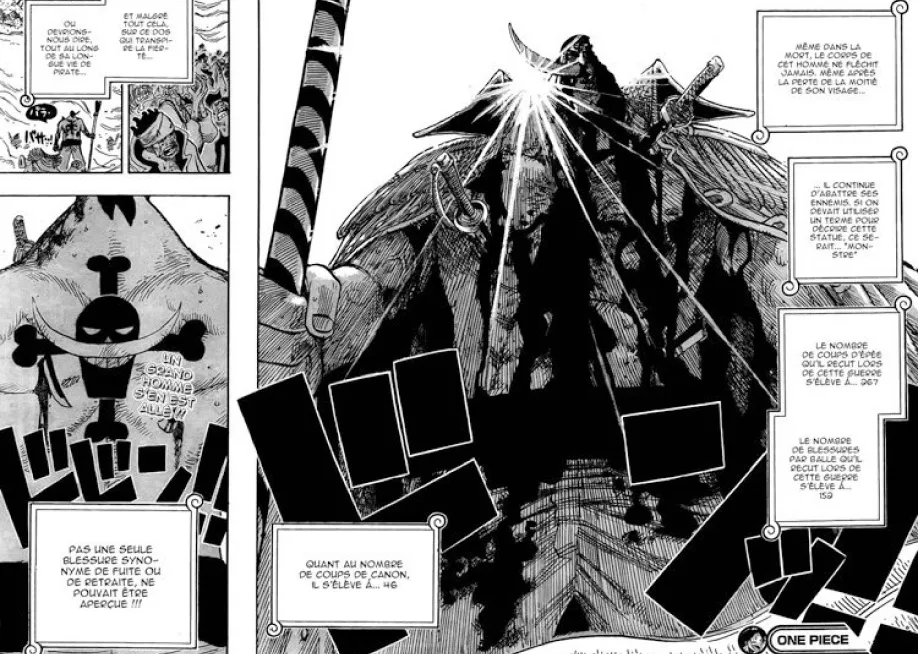 MÊME DANS LA
MORT, LE CORPS DE
CET HOMME NE FLÉCHIT
JAMAIS. MÊME APRÈS
LA PERTE DE LA MOITIÉ
DE SON VISAGE...
... IL CONTINUE
D'ABATTRE SES
ENNEMIS. SI ON
DEVAIT UTILISER
UN TERME POUR
DÉCRIRE CETTE
STATUE, CE SE-
RAIT... "MON-
STRE"
LE NOMBRE
DE COUPS D'ÉPÉE
QU'IL REÇUT LORS
DE CETTE GUERRE
S'ÉLÈVE À... 267
LE NOMBRE
DE BLESSURES
PAR BALLE QU'IL
REÇUT LORS DE
CETTE GUERRE
S'ÉLÈVE À...
152
QUANT AU NOMBRE
DE COUPS DE CANON,
IL S'ÉLÈVE À... 46
ET MALGRÉ
TOUT CELA,
SUR CE DOS
QUI TRANSPI-
RE LA FIER-
TÉ...
OU
DEVRIONS-
NOUS DIRE,
TOUT AU LONG
DE SA LON-
GUE VIE DE
PIRATE...
UN
GRAND
HOMME
S'EN EST
ALLÉ!!
PAS UNE SEULE
BLESSURE SYNO-
NYME DE FUITE OU
DE RETRAITE, NE
POUVAIT ÊTRE
APERÇUE !!!
ONE PIECE